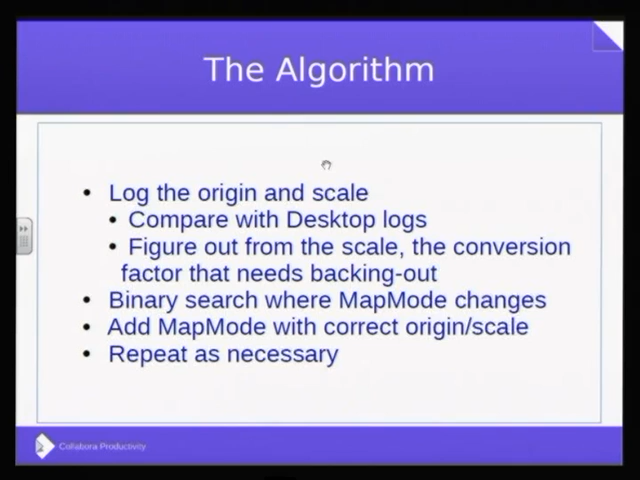 The Algorithm
• Log the origin and scale
• Compare with Desktop logs
• Figure out from the scale, the conversion
factor that needs backing-out
• Binary search where MapMode changes
• Add MapMode with correct origin/scale
• Repeat as necessary
Collabora Productivity